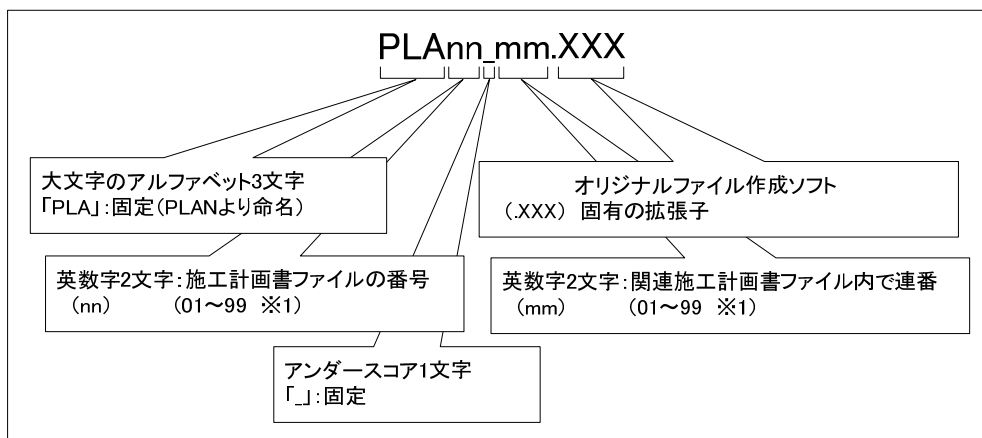 PLAnn_mm.XXX
大文字のアルファベット3文字
「PLA」:固定(PLANより命名)
オリジナルファイル作成ソフト
(.XXX) 固有の拡張子
英数字2文字:施工計画書ファイルの番号
(nn) (01～99 ※1)
英数字2文字:関連施工計画書ファイル内で連番
(mm) (01～99 ※1)
アンダースコア1文字
「_」:固定